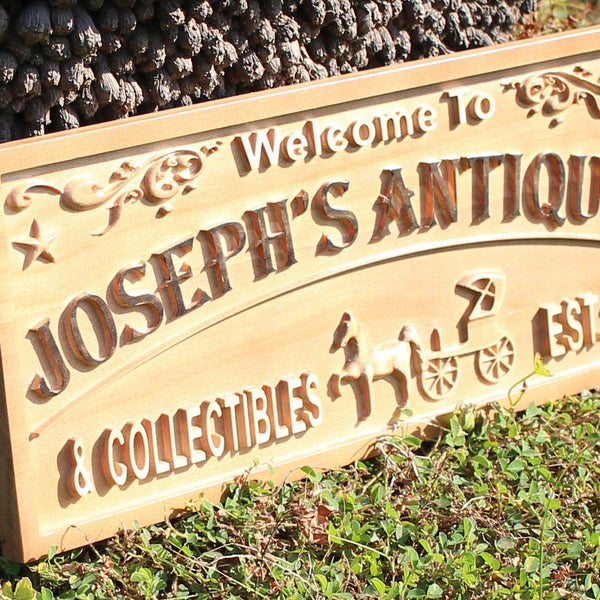 Welcome To
JOSEPH'S ANTIQU
& COLLECTIBLES EST.